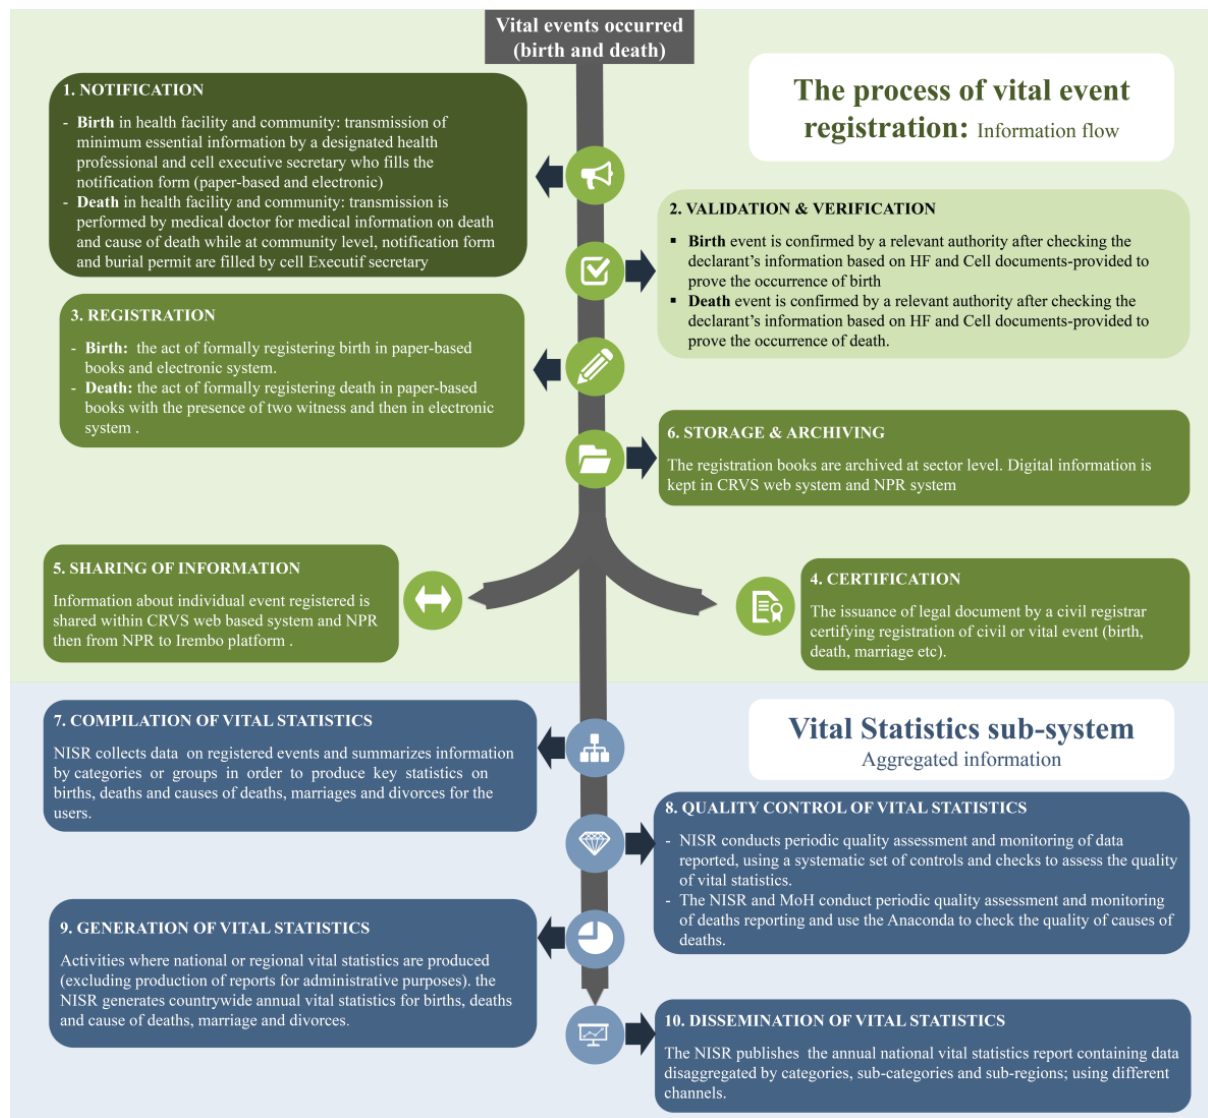 Vital events occurred
(birth and death)
The process of vital event
registration: Information flow
1. NOTIFICATION
- Birth in health facility and community: transmission of
minimum essential information by a designated health
professional and cell executive secretary who fills the
notification form (paper-based and electronic)
- Death in health facility and community: transmission is
performed by medical doctor for medical information on death
and cause of death while at community level, notification form
and burial permit are filled by cell Executif secretary
2. VALIDATION & VERIFICATION
▪ Birth event is confirmed by a relevant authority after checking the
declarant's information based on HF and Cell documents-provided to
prove the occurrence of birth
▪ Death event is confirmed by a relevant authority after checking the
declarant's information based on HF and Cell documents-provided to
prove the occurrence of death.
3. REGISTRATION
- Birth: the act of formally registering birth in paper-based
books and electronic system.
- Death: the act of formally registering death in paper-based
books with the presence of two witness and then in electronic
system .
6. STORAGE & ARCHIVING
The registration books are archived at sector level. Digital information is
kept in CRVS web system and NPR system
5. SHARING OF INFORMATION
Information about individual event registered is
shared within CRVS web based system and NPR
then from NPR to Irembo platform .
4. CERTIFICATION
The issuance of legal document by a civil registrar
certifying registration of civil or vital event (birth,
death, marriage etc).
Vital Statistics sub-system
Aggregated information
7. COMPILATION OF VITAL STATISTICS
NISR collects data on registered events and summarizes information
by categories or groups in order to produce key statistics on
births, deaths and causes of deaths, marriages and divorces for the
users.
8. QUALITY CONTROL OF VITAL STATISTICS
- NISR conducts periodic quality assessment and monitoring of data
reported, using a systematic set of controls and checks to assess the quality
of vital statistics.
- The NISR and MoH conduct periodic quality assessment and monitoring
of deaths reporting and use the Anaconda to check the quality of causes of
deaths.
9. GENERATION OF VITAL STATISTICS
Activities where national or regional vital statistics are produced
(excluding production of reports for administrative purposes). the
NISR generates countrywide annual vital statistics for births, deaths
and cause of deaths, marriage and divorces.
10. DISSEMINATION OF VITAL STATISTICS
The NISR publishes the annual national vital statistics report containing data
disaggregated by categories, sub-categories and sub-regions; using different
channels.